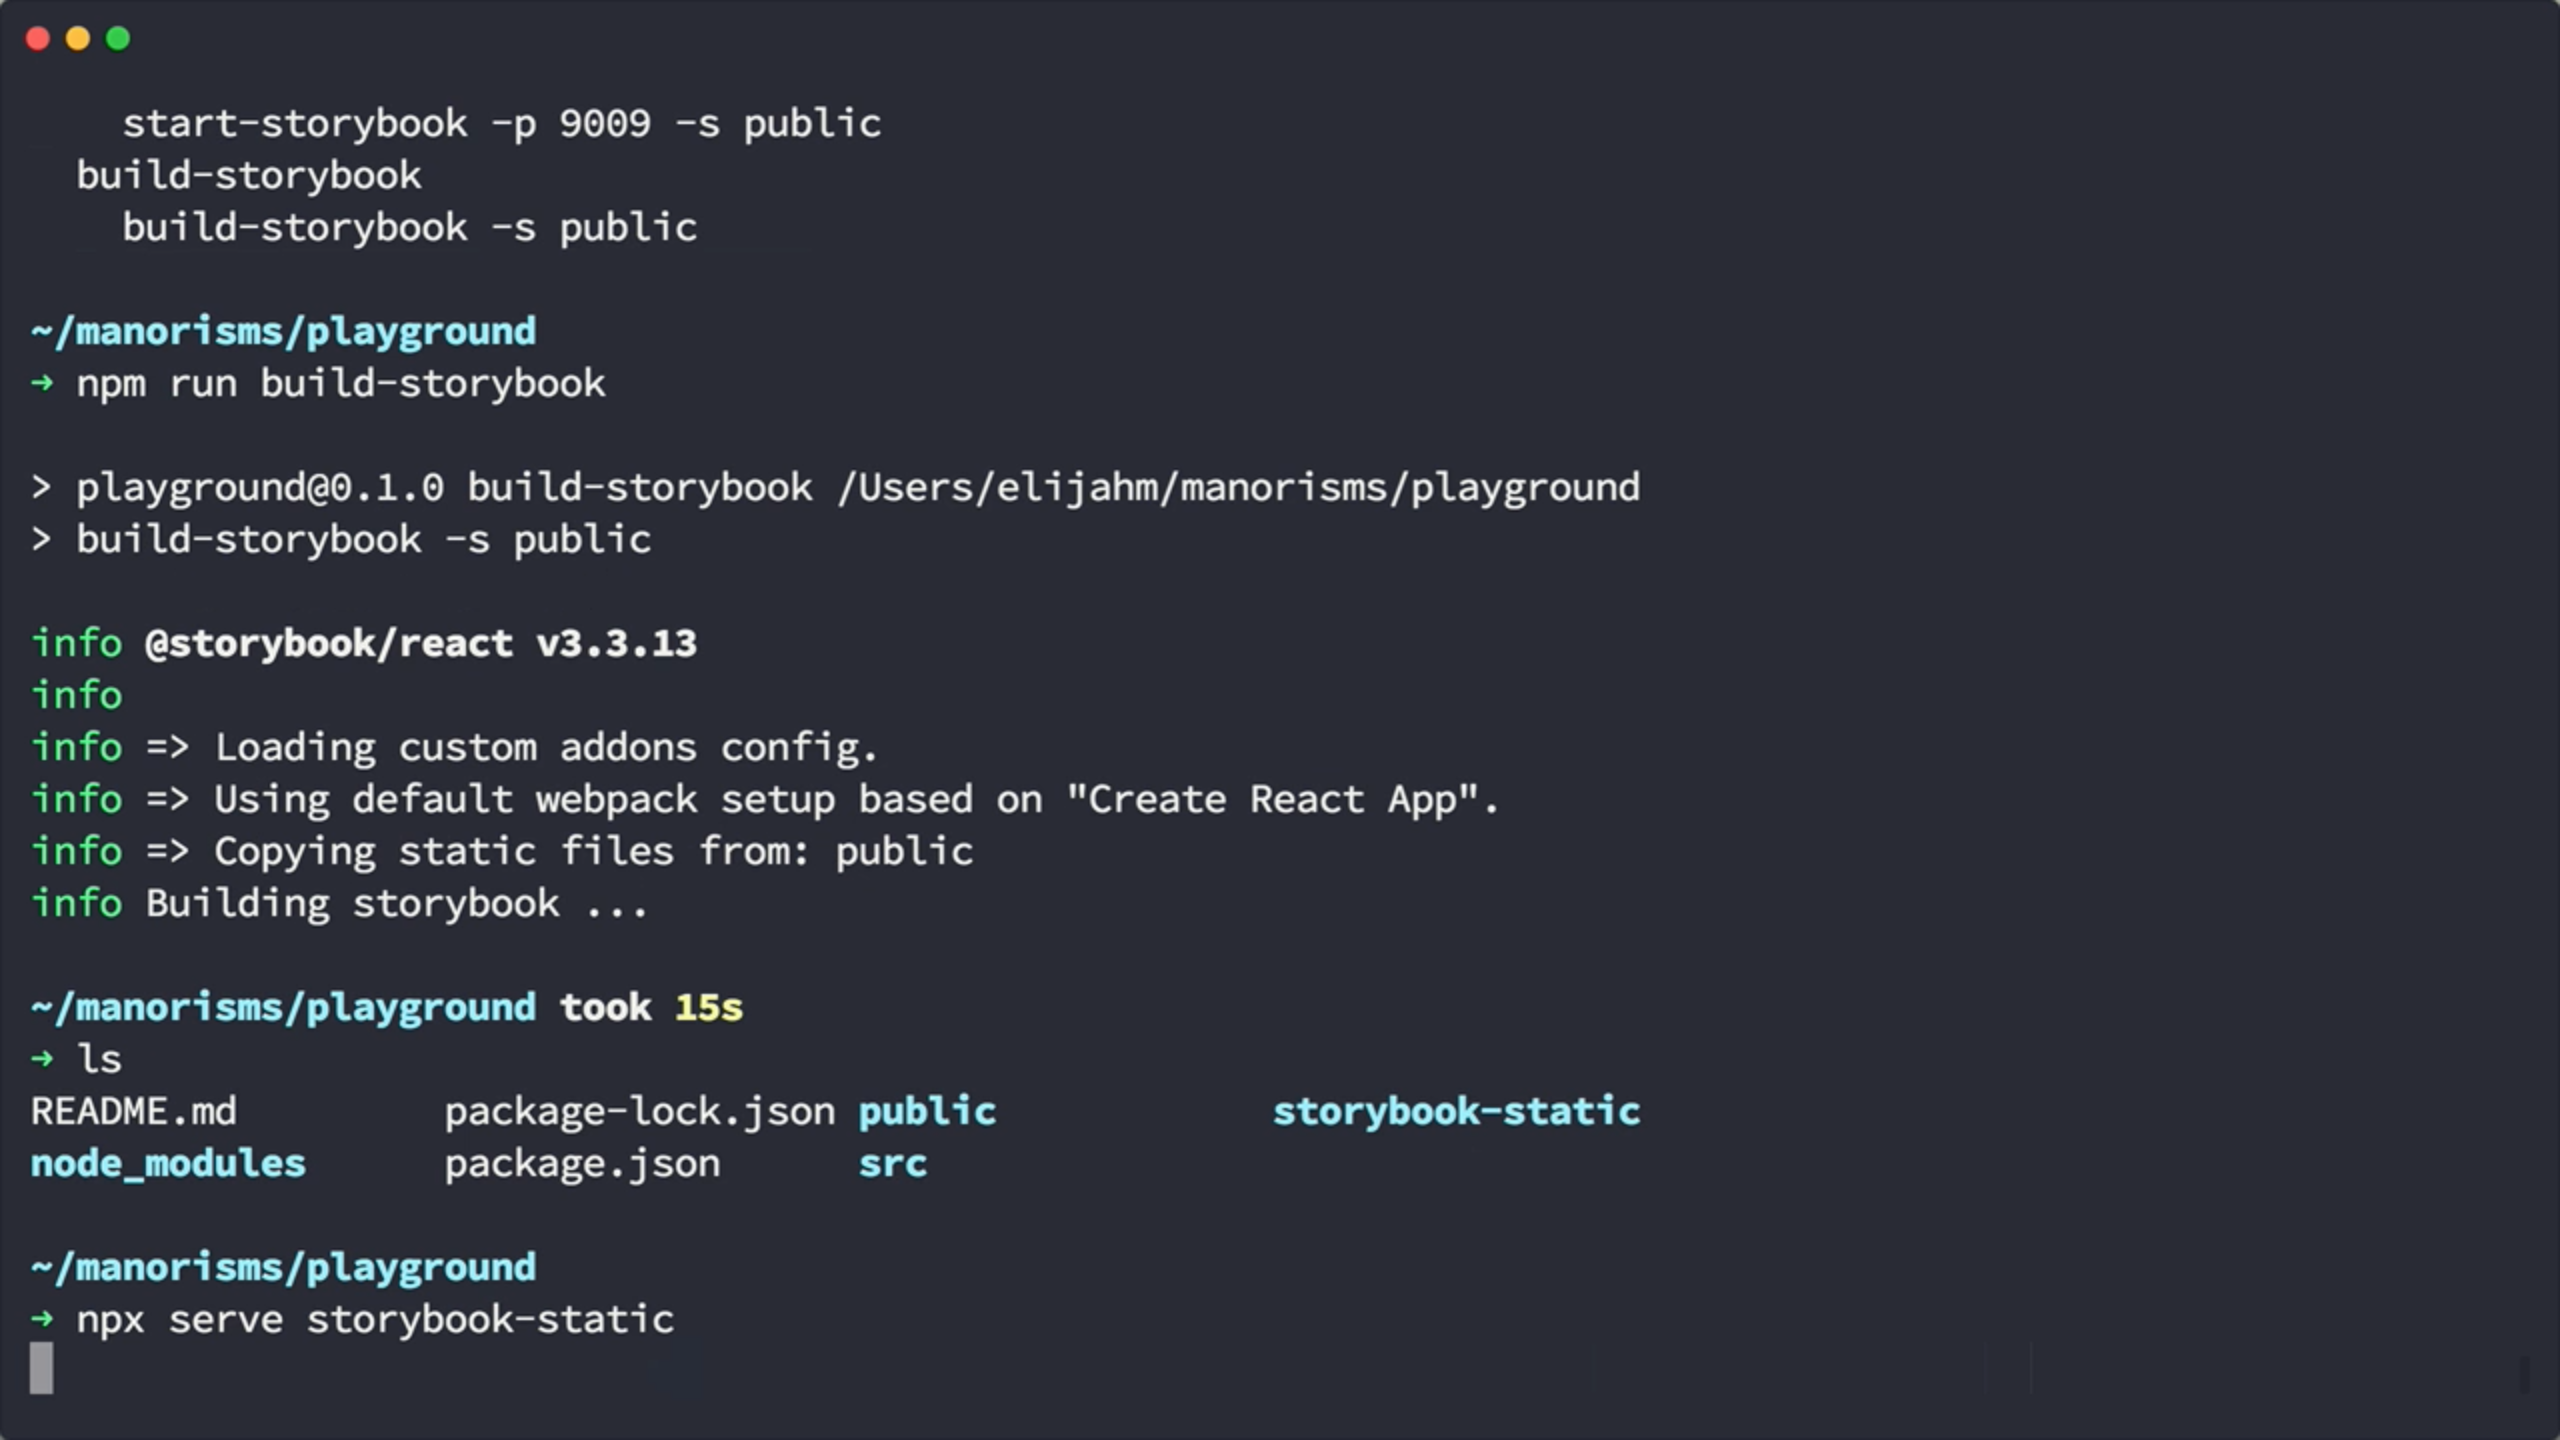 start-storybook -p 9009 -s public
build-storybook
build-storybook -s public
~/manorisms/playground
→ npm run build-storybook
> playground@0.1.0 build-storybook /Users/elijahm/manorisms/playground
> build-storybook -s public
info @storybook/react v3.3.13
info
info => Loading custom addons config.
info => Using default webpack setup based on "Create React App".
info => Copying static files from: public
info Building storybook ...
~/manorisms/playground took 15s
→ ls
README.md package-lock.json public storybook-static
node_modules package.json src
~/manorisms/playground
→ npx serve storybook-static